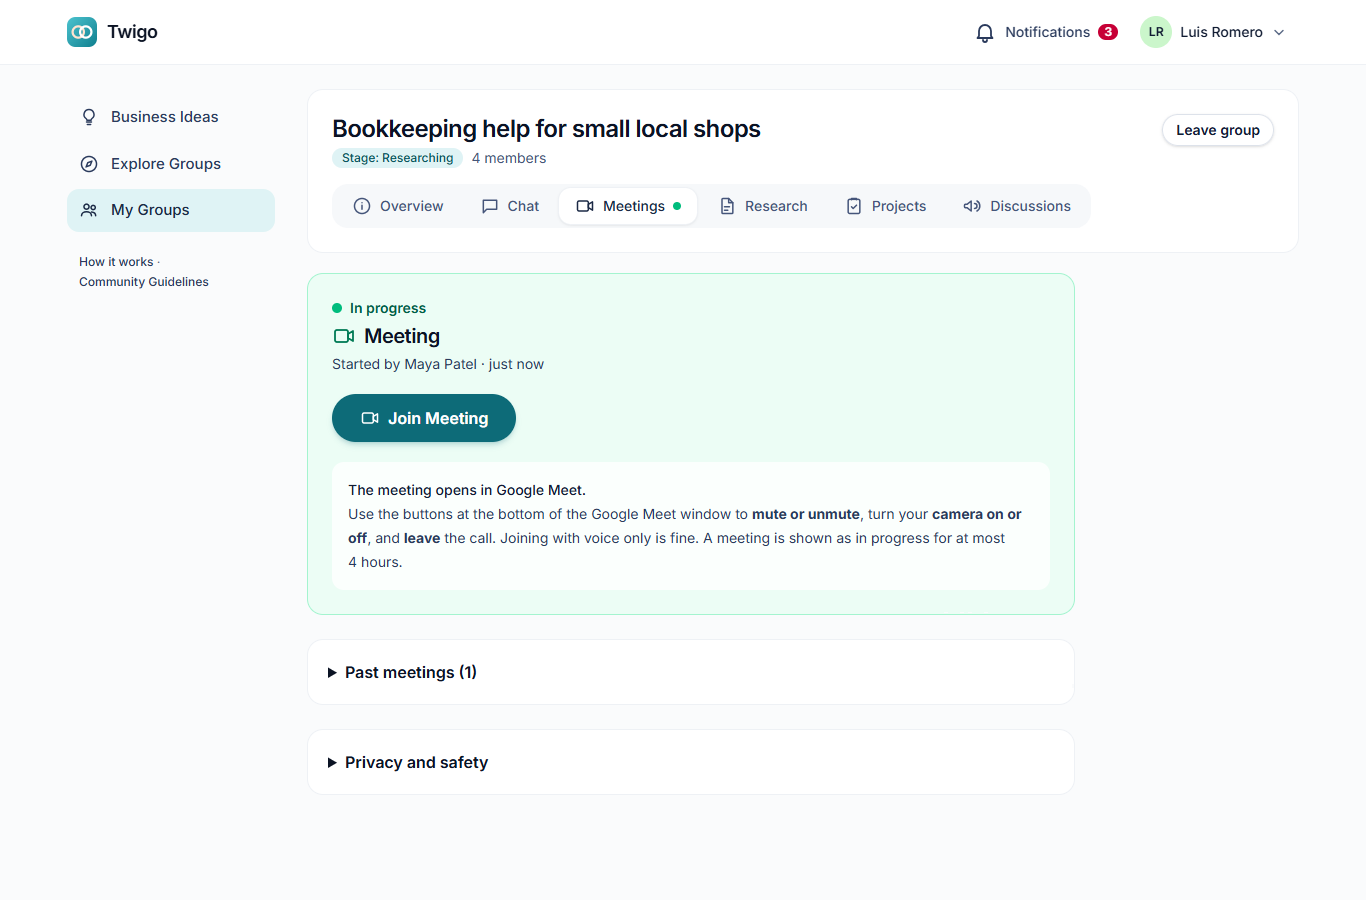 Twigo
Notifications 3
LR Luis Romero
Business Ideas
Explore Groups
My Groups
How it works ·
Community Guidelines
Bookkeeping help for small local shops
Leave group
Stage: Researching 4 members
Overview Chat Meetings Research Projects Discussions
In progress
Meeting
Started by Maya Patel · just now
Join Meeting
The meeting opens in Google Meet.
Use the buttons at the bottom of the Google Meet window to mute or unmute, turn your camera on or
off, and leave the call. Joining with voice only is fine. A meeting is shown as in progress for at most
4 hours.
Past meetings (1)
Privacy and safety